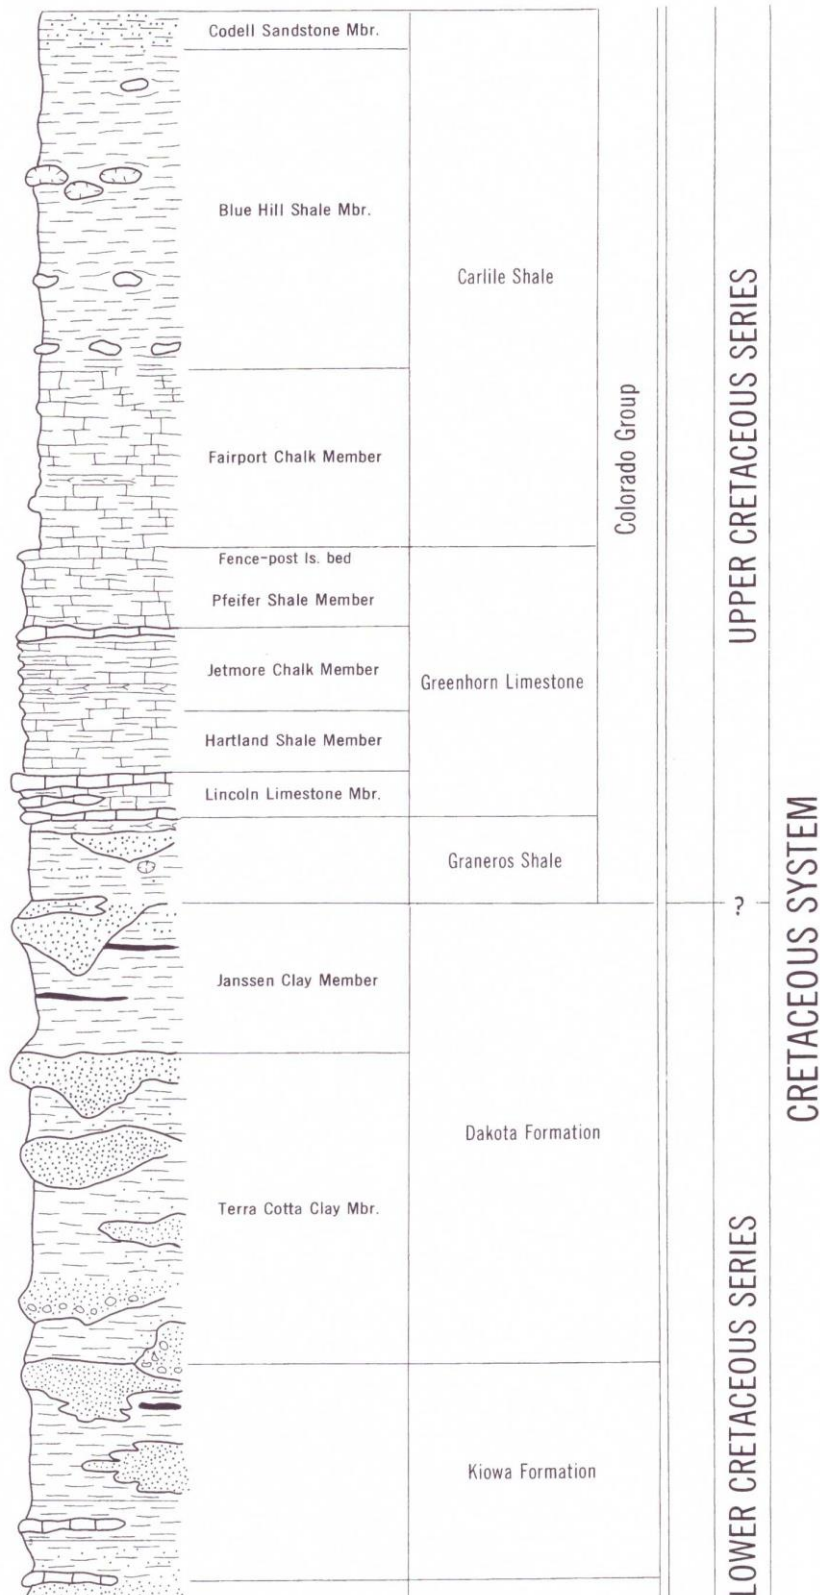 Codell Sandstone Mbr.
Blue Hill Shale Mbr.
Carlile Shale
Fairport Chalk Member
Fence-post ls. bed
Pfeifer Shale Member
Jetmore Chalk Member
Greenhorn Limestone
Hartland Shale Member
Lincoln Limestone Mbr.
Graneros Shale
Colorado Group
Janssen Clay Member
Dakota Formation
Terra Cotta Clay Mbr.
Kiowa Formation
UPPER CRETACEOUS SERIES
?
LOWER CRETACEOUS SERIES
CRETACEOUS SYSTEM